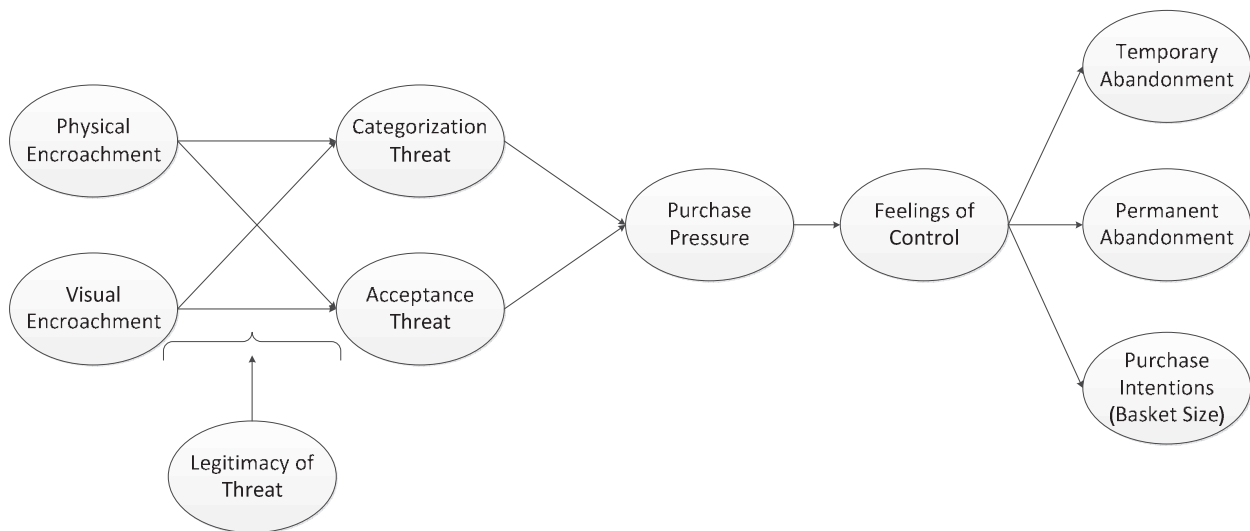 Physical
Encroachment
Visual
Encroachment
Legitimacy of
Threat
Categorization
Threat
Acceptance
Threat
Purchase
Pressure
Feelings of
Control
Temporary
Abandonment
Permanent
Abandonment
Purchase
Intentions
(Basket Size)